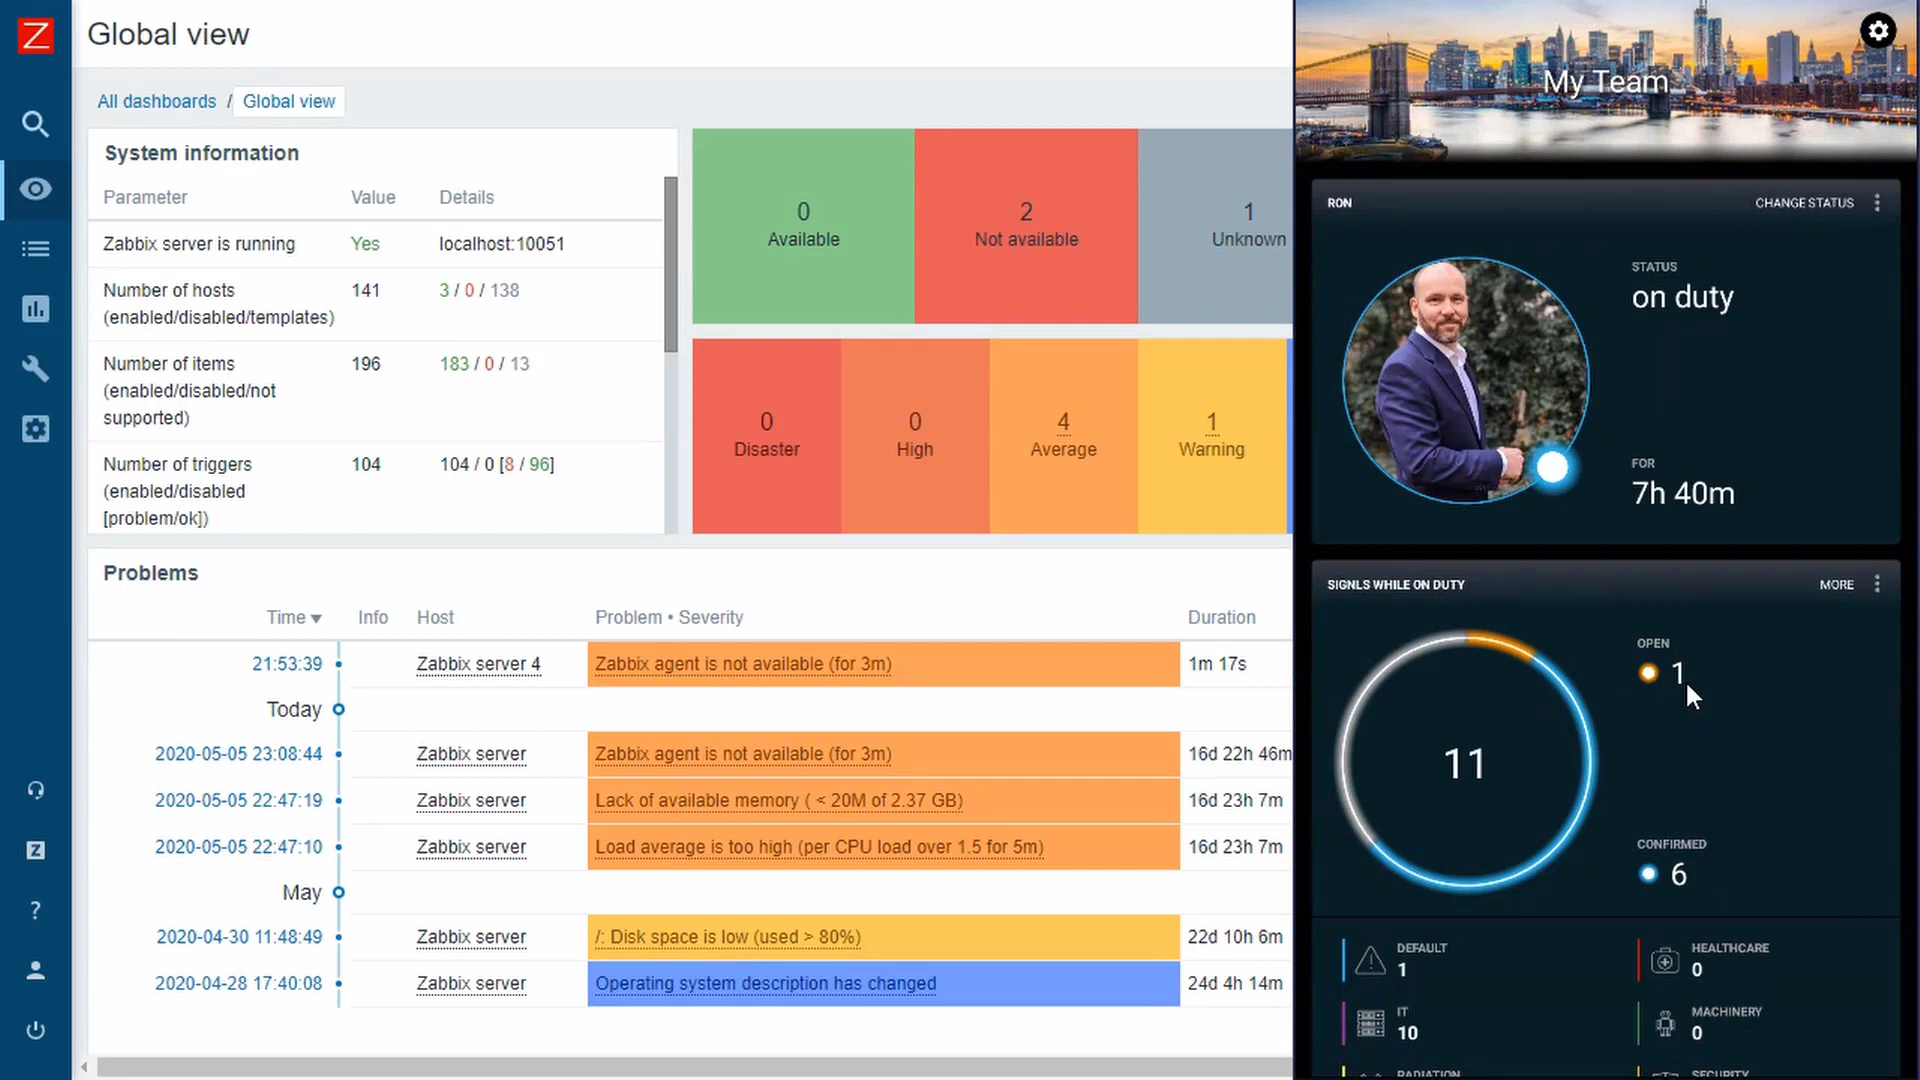 Z
Global view
All dashboards / Global view
System information
Parameter Value Details
Zabbix server is running Yes localhost:10051
Number of hosts 141 3 / 0 / 138
(enabled/disabled/templates)
Number of items 196 183 / 0 / 13
(enabled/disabled/not
supported)
Number of triggers 104 104 / 0 [8 / 96]
(enabled/disabled
[problem/ok])
0 2 1
Available Not available Unknown
0 0 4 1
Disaster High Average Warning
Problems
Time ▼ Info Host Problem • Severity Duration
21:53:39 Zabbix server 4 Zabbix agent is not available (for 3m) 1m 17s
Today
2020-05-05 23:08:44 Zabbix server Zabbix agent is not available (for 3m) 16d 22h 46m
2020-05-05 22:47:19 Zabbix server Lack of available memory ( < 20M of 2.37 GB) 16d 23h 7m
2020-05-05 22:47:10 Zabbix server Load average is too high (per CPU load over 1.5 for 5m) 16d 23h 7m
May
2020-04-30 11:48:49 Zabbix server /: Disk space is low (used > 80%) 22d 10h 6m
2020-04-28 17:40:08 Zabbix server Operating system description has changed 24d 4h 14m
Z
?
My Team
RON CHANGE STATUS
STATUS
on duty
FOR
7h 40m
SIGNLS WHILE ON DUTY MORE
OPEN
1
11
CONFIRMED
6
DEFAULT HEALTHCARE
1 0
IT MACHINERY
10 0
RADIATION SECURITY